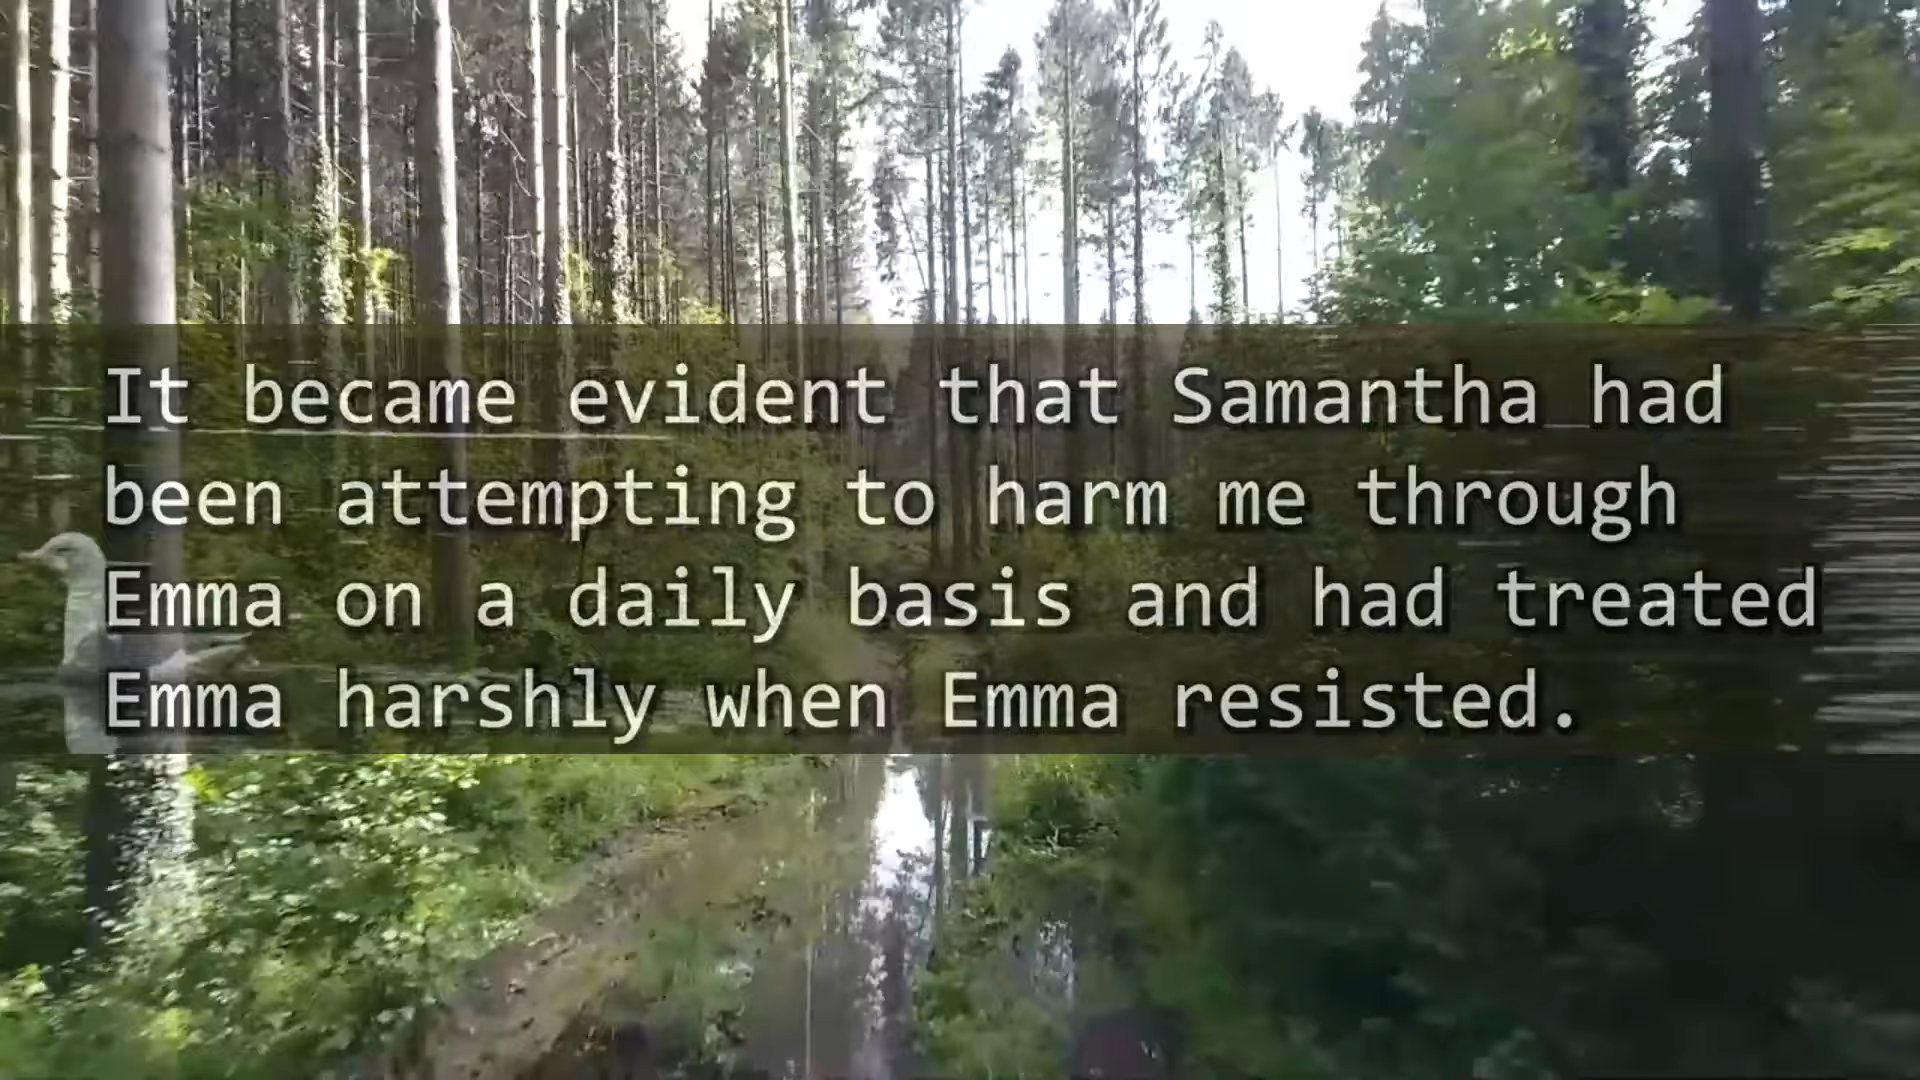 It became evident that Samantha had
been attempting to harm me through
Emma on a daily basis and had treated
Emma harshly when Emma resisted.